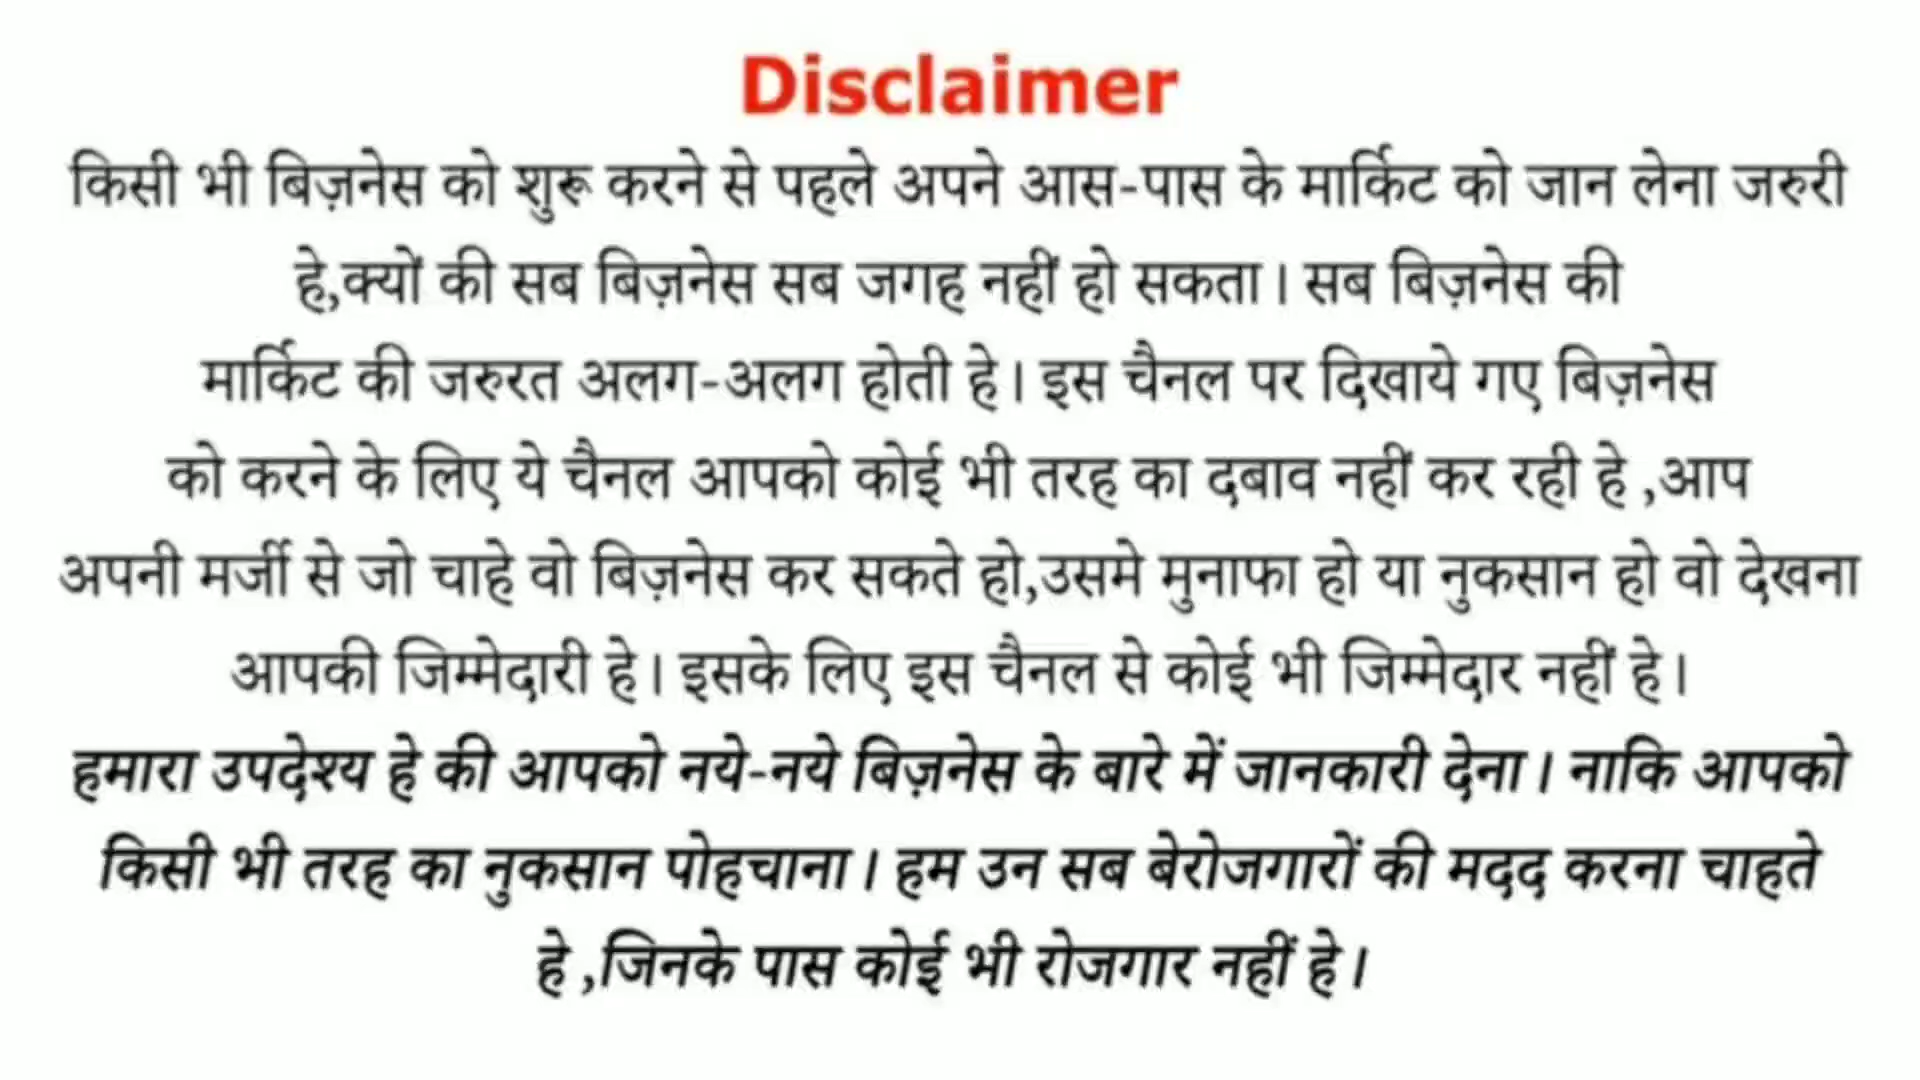 Disclaimer
किसी भी बिज़नेस को शुरू करने से पहले अपने आस-पास के मार्किट को जान लेना जरुरी
हे,क्यों की सब बिज़नेस सब जगह नहीं हो सकता। सब बिज़नेस की
मार्किट की जरुरत अलग-अलग होती हे। इस चैनल पर दिखाये गए बिज़नेस
को करने के लिए ये चैनल आपको कोई भी तरह का दबाव नहीं कर रही हे ,आप
अपनी मर्जी से जो चाहे वो बिज़नेस कर सकते हो,उसमे मुनाफा हो या नुकसान हो वो देखना
आपकी जिम्मेदारी हे। इसके लिए इस चैनल से कोई भी जिम्मेदार नहीं हे।
हमारा उपदेश्य हे की आपको नये-नये बिज़नेस के बारे में जानकारी देना। नाकि आपको
किसी भी तरह का नुकसान पोहचाना। हम उन सब बेरोजगारों की मदद करना चाहते
हे ,जिनके पास कोई भी रोजगार नहीं हे।